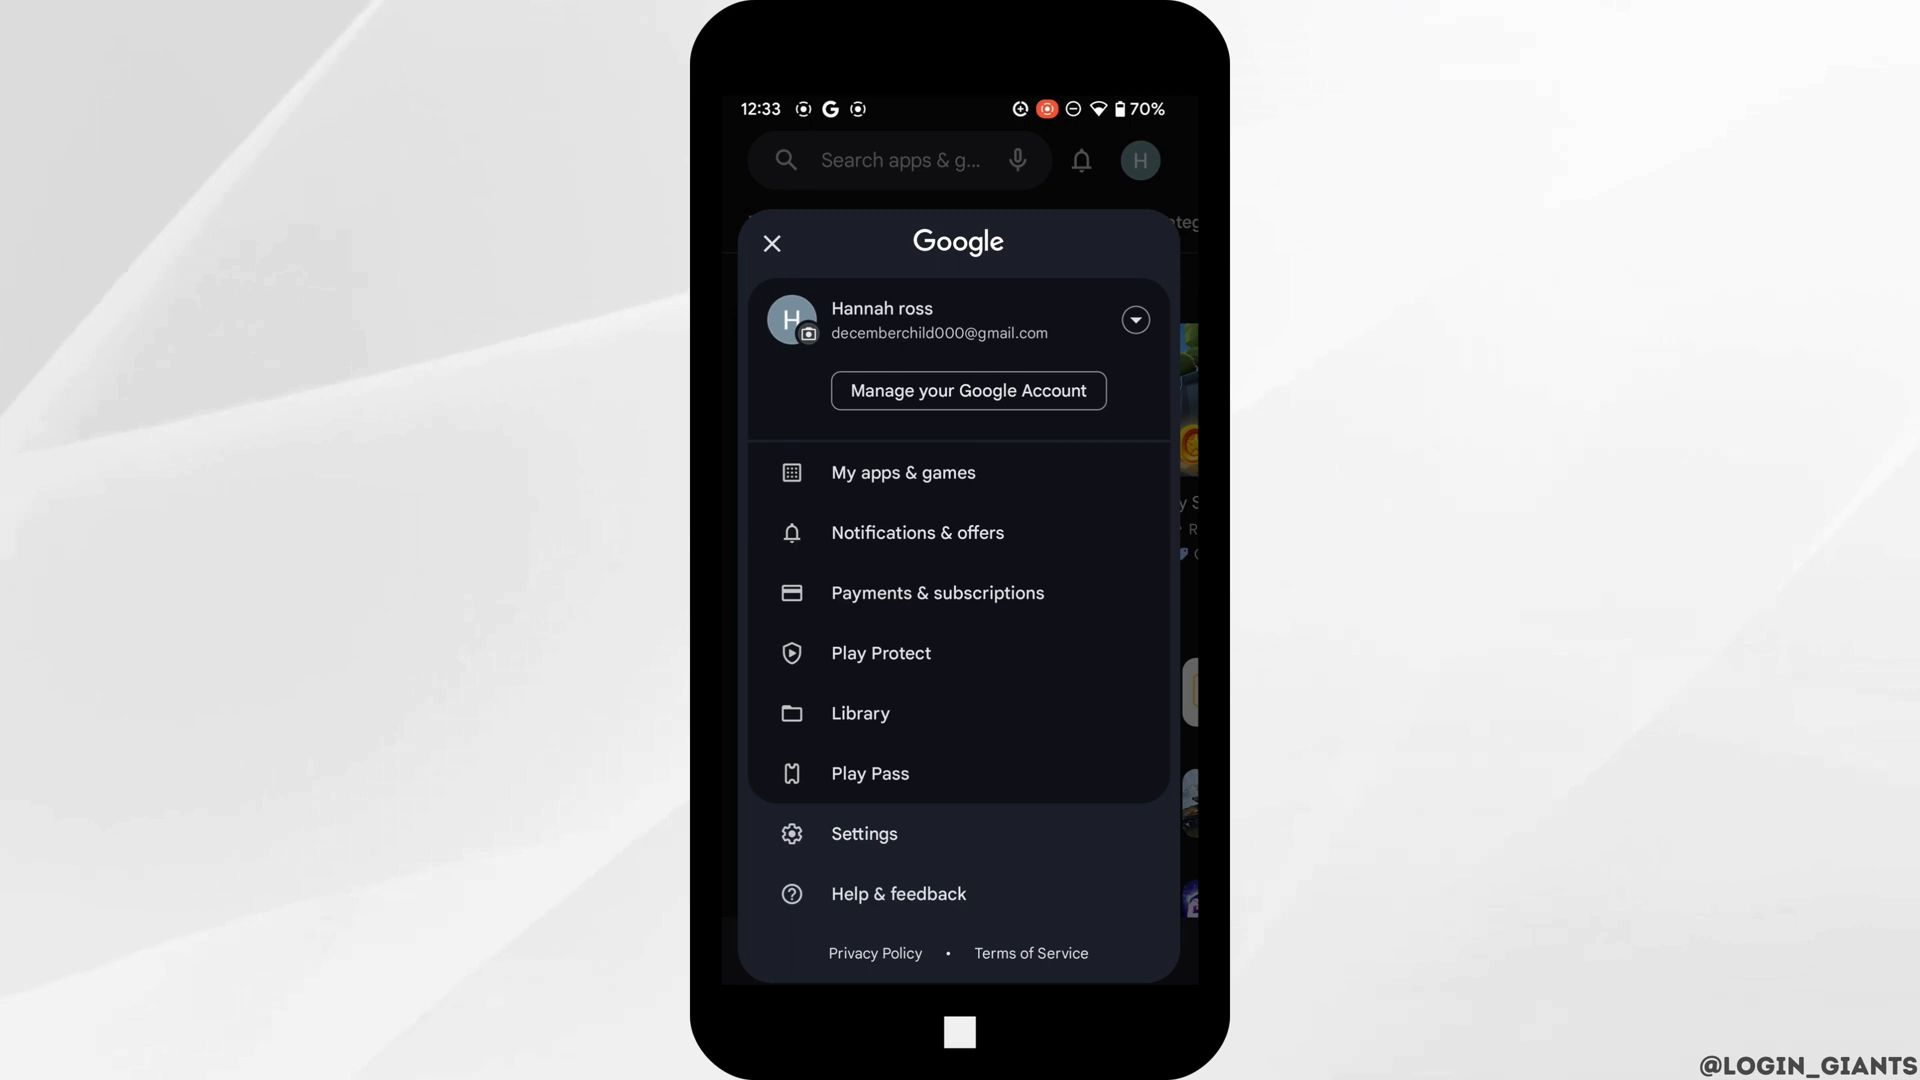 12:33 G 70%
Search apps & g...
H
ateg
Google
H
Hannah ross
decemberchild000@gmail.com
Manage your Google Account
My apps & games
Notifications & offers
y S
R
Payments & subscriptions
Play Protect
Library
Play Pass
Settings
Help & feedback
Privacy Policy • Terms of Service
@LOGIN_GIANTS